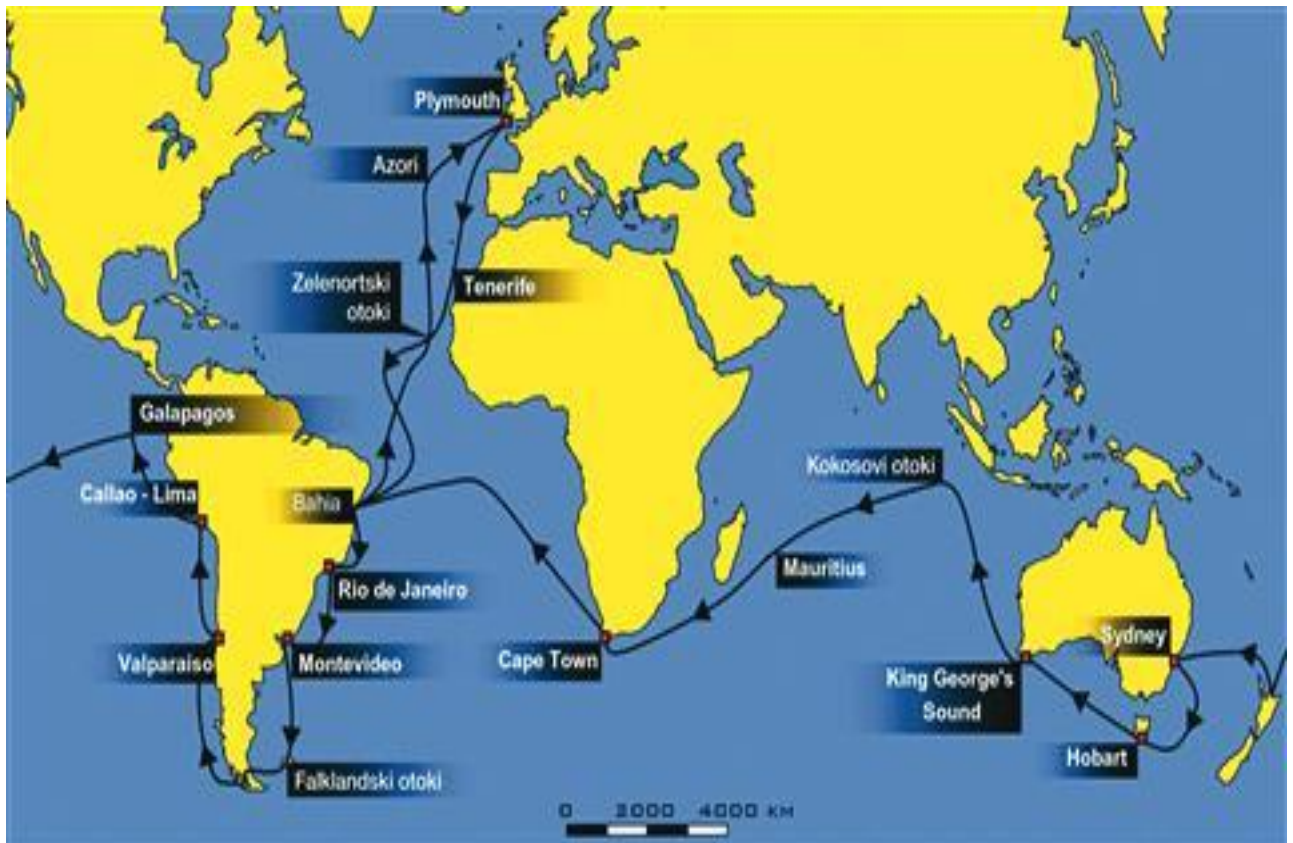 Plymouth
Azori
Zelenortski
otoki
Tenerife
Galapagos
Kokosovi otoki
Callao - Lima
Bahia
Mauritius
Rio de Janeiro
Sydney
Valparaiso
Montevideo
Cape Town
King George's
Sound
Hobart
Falklandski otoki
0 2000 4000 км